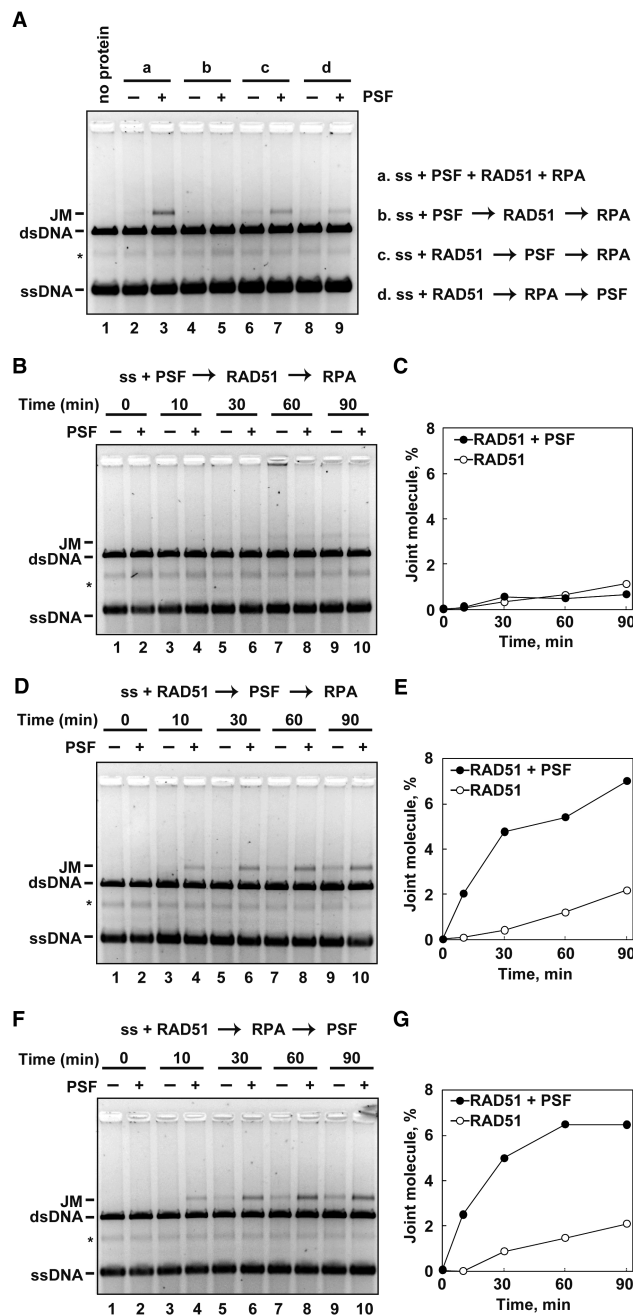 A
no protein
a b c d
– + – + – + – + PSF
JM
dsDNA
*
ssDNA
1 2 3 4 5 6 7 8 9
a. ss + PSF + RAD51 + RPA
b. ss + PSF → RAD51 → RPA
c. ss + RAD51 → PSF → RPA
d. ss + RAD51 → RPA → PSF
B
ss + PSF → RAD51 → RPA
Time (min) 0 10 30 60 90
PSF – + – + – + – + – +
JM
dsDNA
*
ssDNA
1 2 3 4 5 6 7 8 9 10
C
Joint molecule, %
8
6
4
2
0
RAD51 + PSF
RAD51
0 30 60 90
Time, min
D
ss + RAD51 → PSF → RPA
Time (min) 0 10 30 60 90
PSF – + – + – + – + – +
JM
dsDNA
*
ssDNA
1 2 3 4 5 6 7 8 9 10
E
Joint molecule, %
8
6
4
2
0
RAD51 + PSF
RAD51
0 30 60 90
Time, min
F
ss + RAD51 → RPA → PSF
Time (min) 0 10 30 60 90
PSF – + – + – + – + – +
JM
dsDNA
*
ssDNA
1 2 3 4 5 6 7 8 9 10
G
Joint molecule, %
8
6
4
2
0
RAD51 + PSF
RAD51
0 30 60 90
Time, min